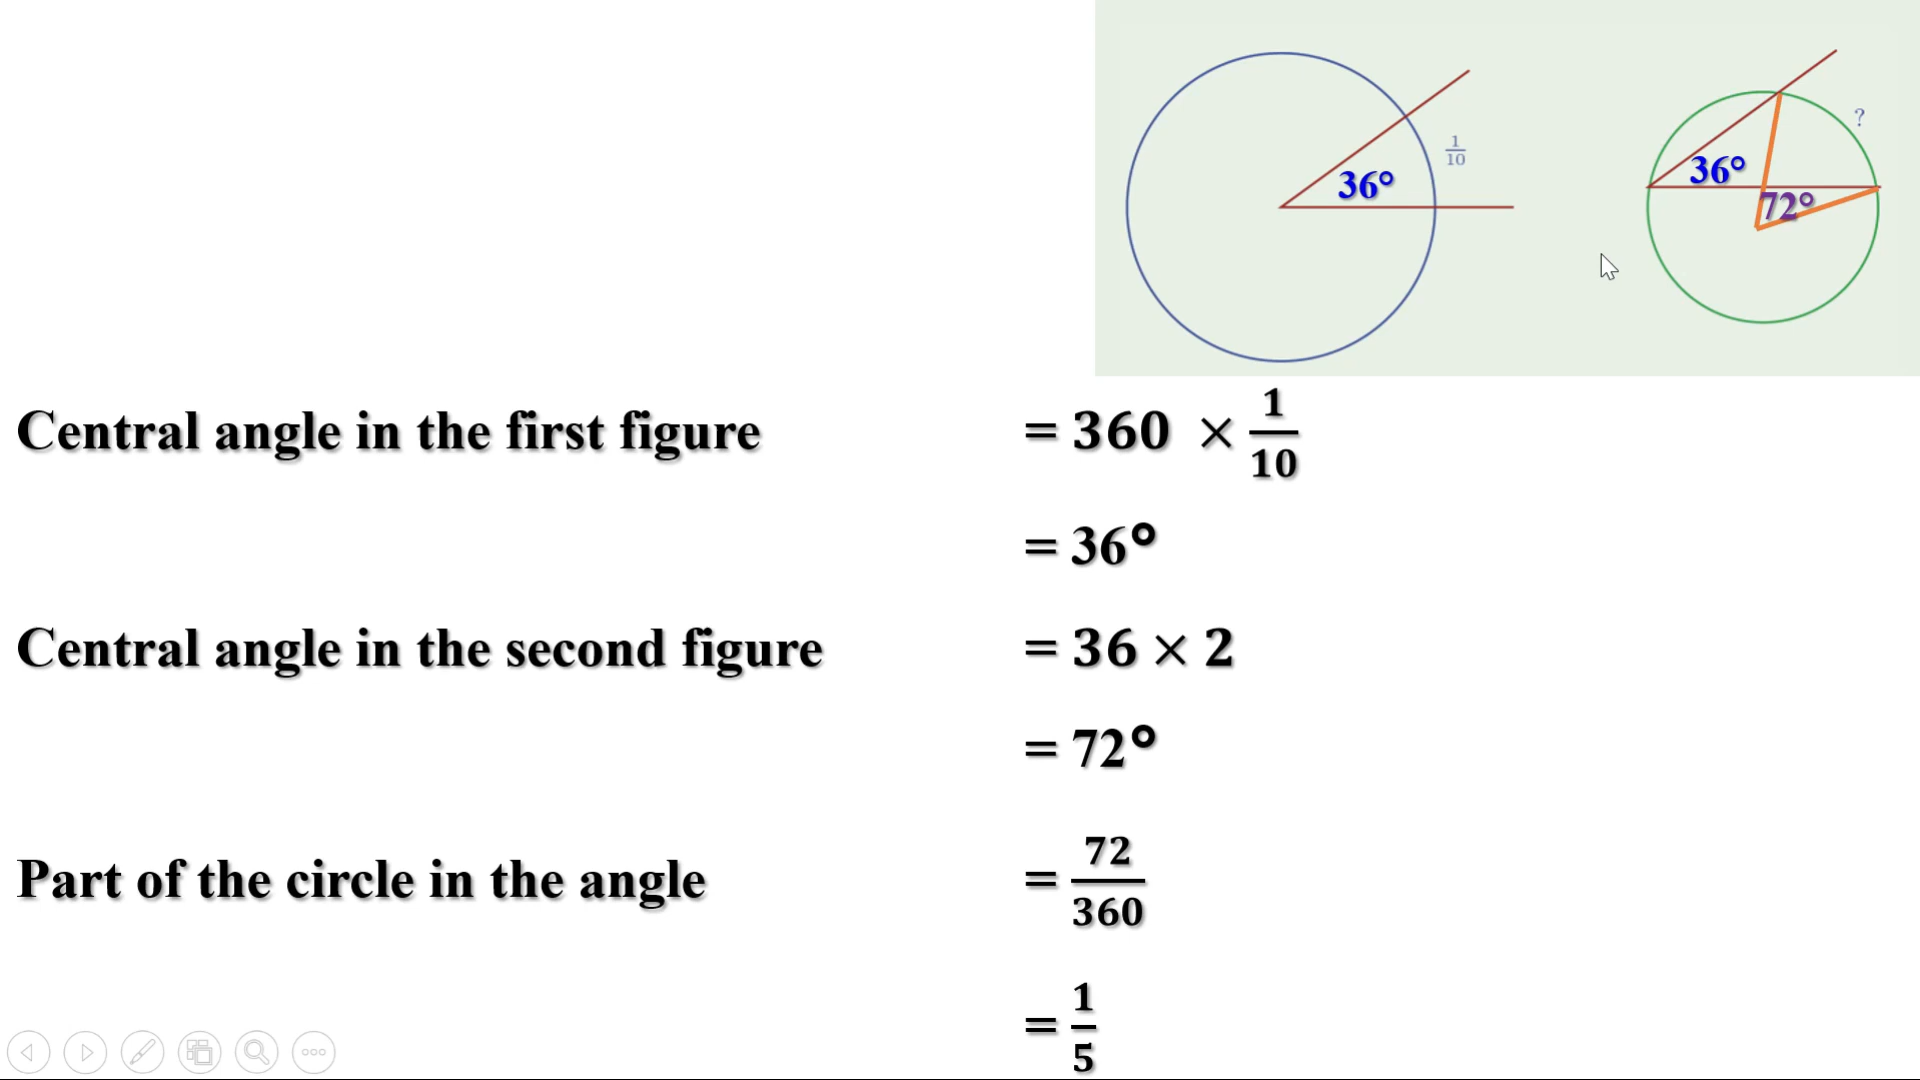 1/10
36°
36°
?
72°
Central angle in the first figure = 360 × 1/10
= 36°
Central angle in the second figure = 36 × 2
= 72°
Part of the circle in the angle = 72/360
= 1/5